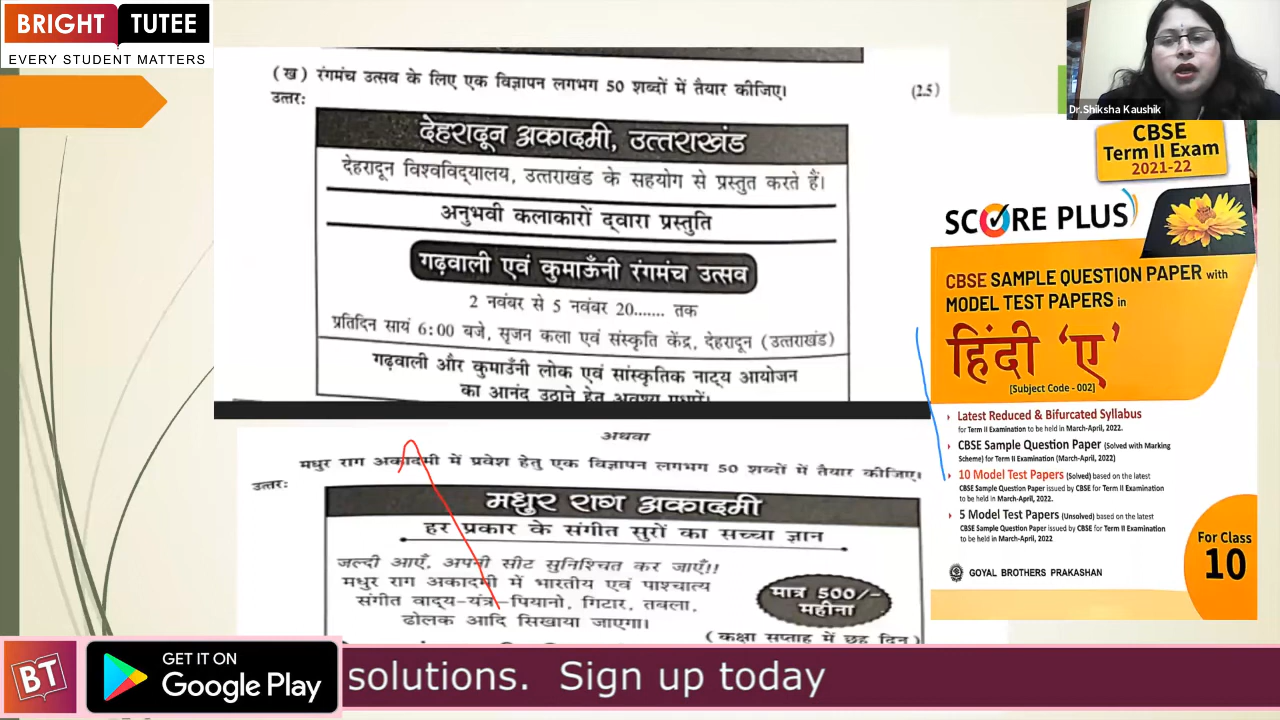 BRIGHT TUTEE
EVERY STUDENT MATTERS
(ख) रंगमंच उत्सव के लिए एक विज्ञापन लगभग 50 शब्दों में तैयार कीजिए। (2.5)
उत्तर:
देहरादून अकादमी, उत्तराखंड
देहरादून विश्वविद्यालय, उत्तराखंड के सहयोग से प्रस्तुत करते हैं।
अनुभवी कलाकारों द्वारा प्रस्तुति
गढ़वाली एवं कुमाऊँनी रंगमंच उत्सव
2 नवंबर से 5 नवंबर 20....... तक
प्रतिदिन सायं 6:00 बजे, सृजन कला एवं संस्कृति केंद्र, देहरादून (उत्तराखंड)
गढ़वाली और कुमाउँनी लोक एवं सांस्कृतिक नाट्य आयोजन
का आनंद उठाने हेतु अवश्य पधारें।
अथवा
मधुर राग अकादमी में प्रवेश हेतु एक विज्ञापन लगभग 50 शब्दों में तैयार कीजिए।
उत्तर:
मधुर राग अकादमी
हर प्रकार के संगीत सुरों का सच्चा ज्ञान
जल्दी आएँ, अपनी सीट सुनिश्चित कर जाएँ!!
मधुर राग अकादमी में भारतीय एवं पाश्चात्य
संगीत वाद्य-यंत्र-पियानो, गिटार, तबला,
ढोलक आदि सिखाया जाएगा।
मात्र 500/-
महीना
(कक्षा सप्ताह में छह दिन)
Dr.Shiksha Kaushik
CBSE
Term II Exam
2021-22
SCORE PLUS
CBSE SAMPLE QUESTION PAPER with
MODEL TEST PAPERS in
हिंदी 'ए'
[Subject Code - 002]
Latest Reduced & Bifurcated Syllabus
for Term II Examination to be held in March-April, 2022.
CBSE Sample Question Paper (Solved with Marking
Scheme) for Term II Examination (March-April, 2022)
10 Model Test Papers (Solved) based on the latest
CBSE Sample Question Paper issued by CBSE for Term II Examination
to be held in March-April, 2022.
5 Model Test Papers (Unsolved) based on the latest
CBSE Sample Question Paper issued by CBSE for Term II Examination
to be held in March-April, 2022
For Class
10
GOYAL BROTHERS PRAKASHAN
BT
GET IT ON
Google Play
solutions. Sign up today